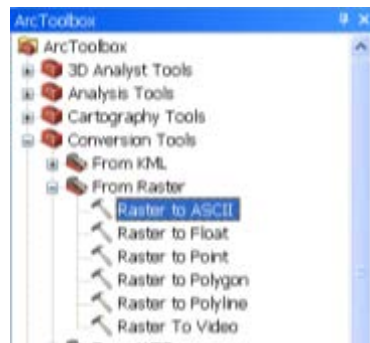 ArcToolbox
ArcToolbox
3D Analyst Tools
Analysis Tools
Cartography Tools
Conversion Tools
From KML
From Raster
Raster to ASCII
Raster to Float
Raster to Point
Raster to Polygon
Raster to Polyline
Raster To Video